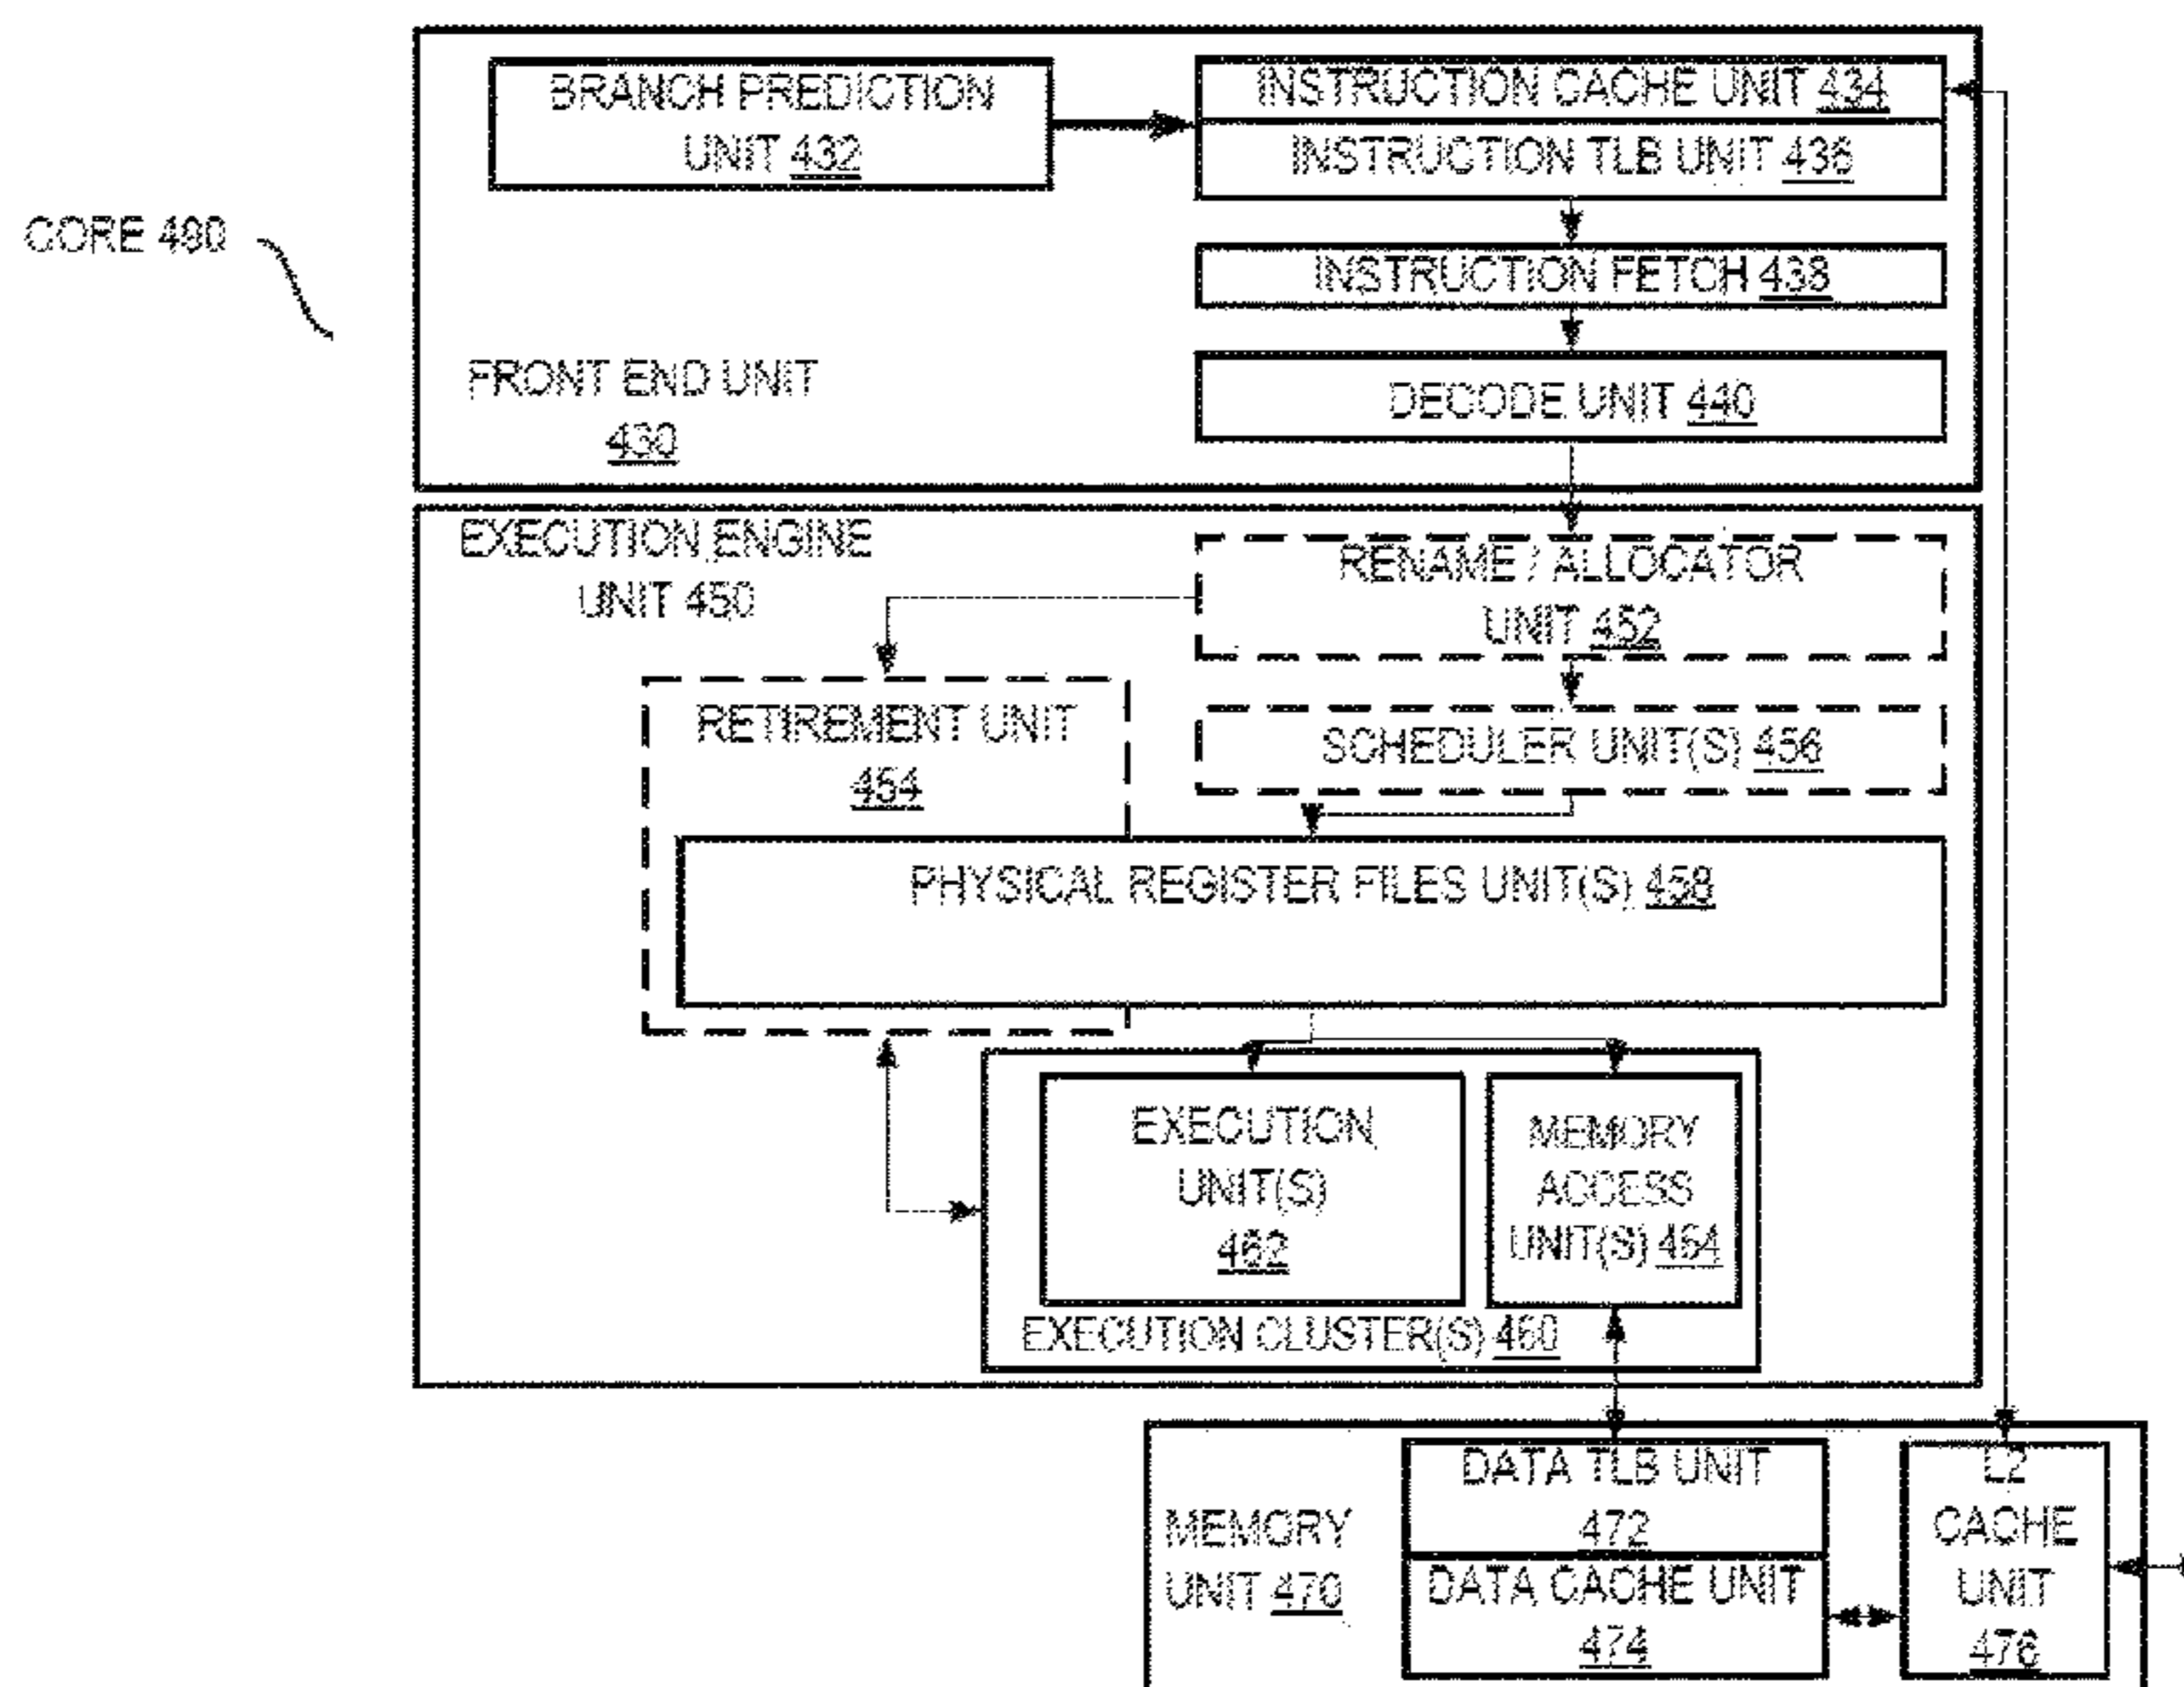 BRANCH PREDICTION
UNIT 432
INSTRUCTION CACHE UNIT 434
INSTRUCTION TLB UNIT 436
CORE 490
INSTRUCTION FETCH 438
FRONT END UNIT
430
DECODE UNIT 440
EXECUTION ENGINE
UNIT 450
RENAME / ALLOCATOR
UNIT 452
RETIREMENT UNIT
454
SCHEDULER UNIT(S) 456
PHYSICAL REGISTER FILES UNIT(S) 458
EXECUTION
UNIT(S)
462
MEMORY
ACCESS
UNIT(S) 464
EXECUTION CLUSTER(S) 460
MEMORY
UNIT 470
DATA TLB UNIT
472
DATA CACHE UNIT
474
L2
CACHE
UNIT
476